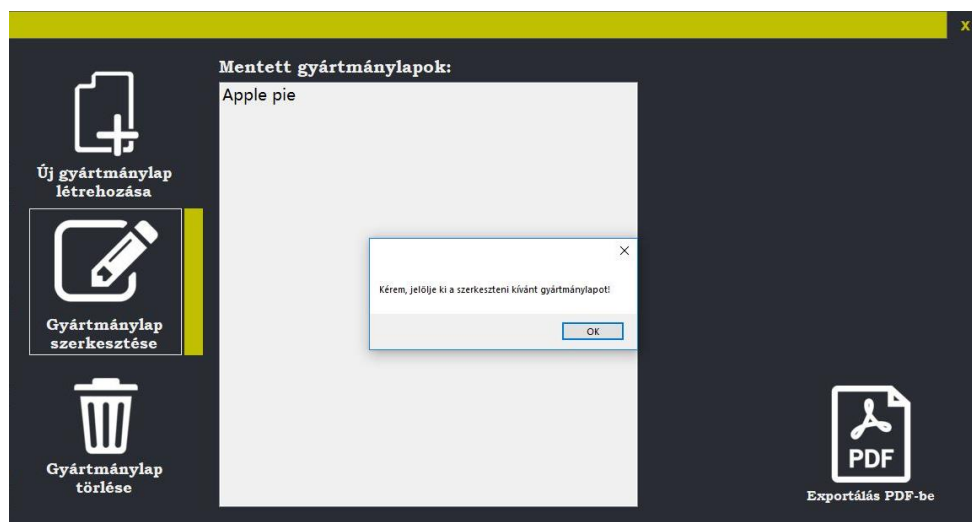 x
Mentett gyártmánylapok:
Apple pie
Új gyártmánylap
létrehozása
Gyártmánylap
szerkesztése
Kérem, jelölje ki a szerkeszteni kívánt gyártmánylapot!
OK
Gyártmánylap
törlése
PDF
Exportálás PDF-be